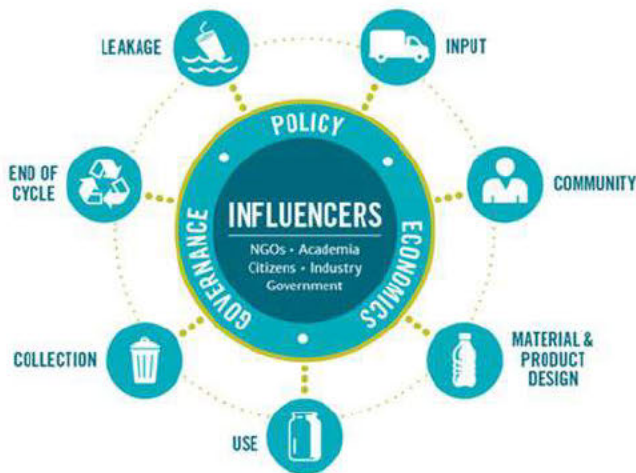 LEAKAGE
INPUT
POLICY
END OF
CYCLE
COMMUNITY
INFLUENCERS
NGOs • Academia
Citizens • Industry
Government
GOVERNANCE
ECONOMICS
COLLECTION
MATERIAL &
PRODUCT
DESIGN
USE